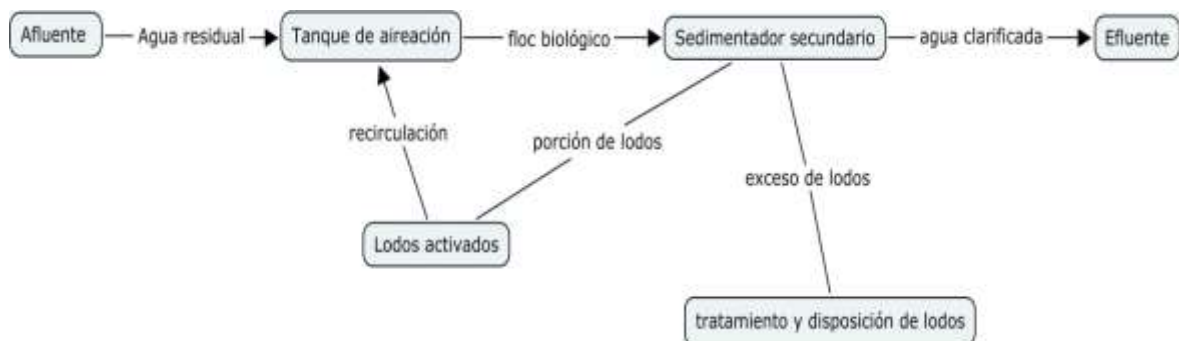 Afluente
Agua residual
Tanque de aireación
floc biológico
Sedimentador secundario
agua clarificada
Efluente
recirculación
porción de lodos
exceso de lodos
Lodos activados
tratamiento y disposición de lodos